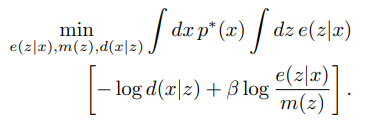 min ∫ dx p*(x) ∫ dz e(z|x)
e(z|x),m(z),d(x|z)
[ − log d(x|z) + β log e(z|x)/m(z) ] .